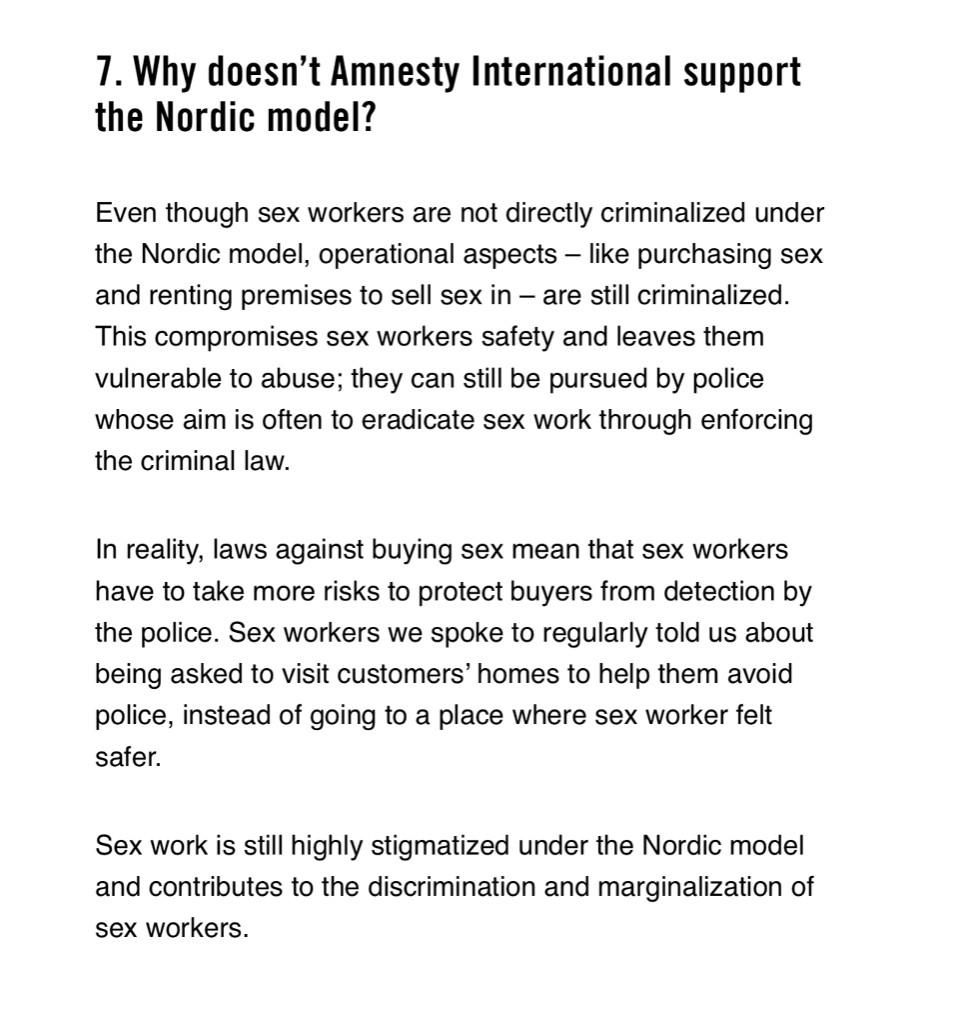 7. Why doesn’t Amnesty International support
the Nordic model?
Even though sex workers are not directly criminalized under
the Nordic model, operational aspects – like purchasing sex
and renting premises to sell sex in – are still criminalized.
This compromises sex workers safety and leaves them
vulnerable to abuse; they can still be pursued by police
whose aim is often to eradicate sex work through enforcing
the criminal law.
In reality, laws against buying sex mean that sex workers
have to take more risks to protect buyers from detection by
the police. Sex workers we spoke to regularly told us about
being asked to visit customers’ homes to help them avoid
police, instead of going to a place where sex worker felt
safer.
Sex work is still highly stigmatized under the Nordic model
and contributes to the discrimination and marginalization of
sex workers.